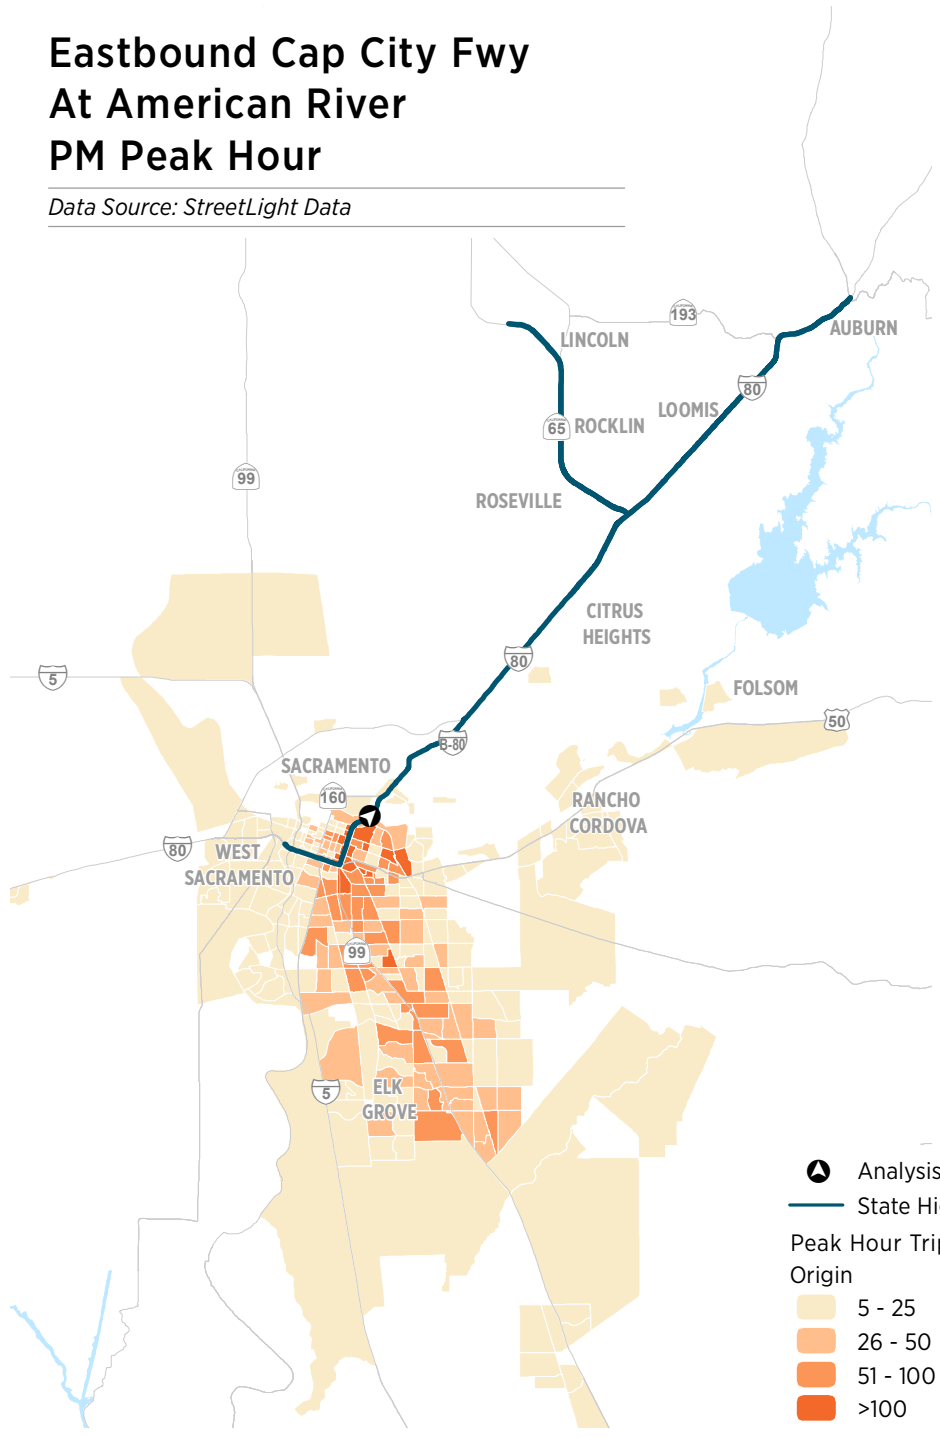 Eastbound Cap City Fwy
At American River
PM Peak Hour
Data Source: StreetLight Data
193
LINCOLN
AUBURN
80
LOOMIS
65
ROCKLIN
99
ROSEVILLE
CITRUS
HEIGHTS
80
5
FOLSOM
50
B-80
SACRAMENTO
160
RANCHO
CORDOVA
80
WEST
SACRAMENTO
99
5
ELK
GROVE
Analysis
State Hi
Peak Hour Trip
Origin
5 - 25
26 - 50
51 - 100
>100